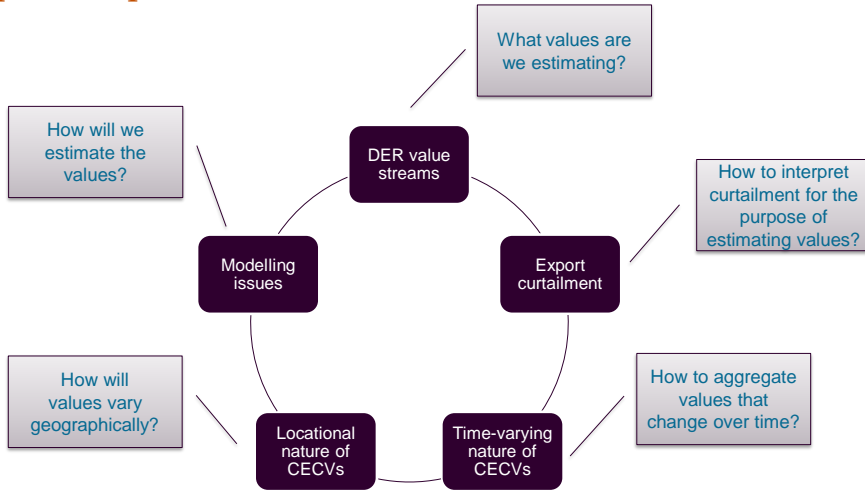 What values are
we estimating?
How will we
estimate the
values?
DER value
streams
How to interpret
curtailment for the
purpose of
estimating values?
Modelling
issues
Export
curtailment
How will
values vary
geographically?
How to aggregate
values that
change over time?
Locational
nature of
CECVs
Time-varying
nature of
CECVs